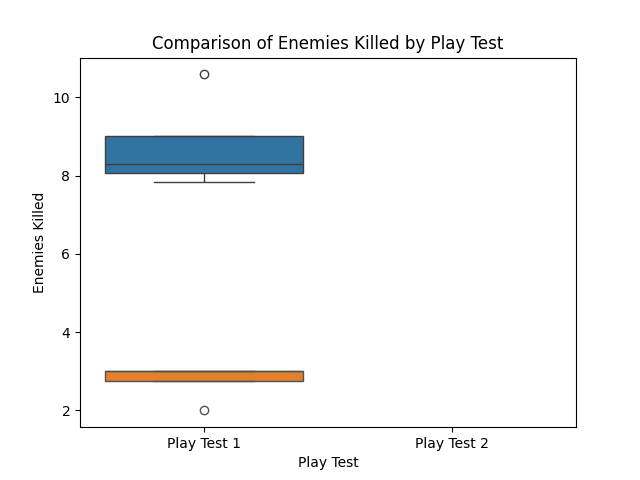 Comparison of Enemies Killed by Play Test
Enemies Killed
10
8
6
4
2
Play Test 1
Play Test 2
Play Test